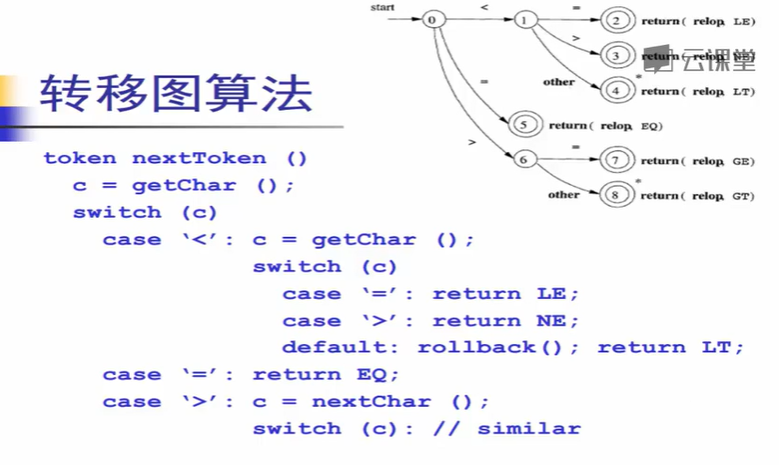 start
<
=
return( relop, LE)
0
1
2
>
3
return( relop, NE)
云课堂
other
*
4
return( relop, LT)
=
5
return( relop, EQ)
>
=
6
7
return( relop, GE)
other
*
8
return( relop, GT)
转移图算法
token nextToken ()
c = getChar ();
switch (c)
case ‘<’: c = getChar ();
switch (c)
case ‘=’: return LE;
case ‘>’: return NE;
default: rollback(); return LT;
case ‘=’: return EQ;
case ‘>’: c = nextChar ();
switch (c): // similar